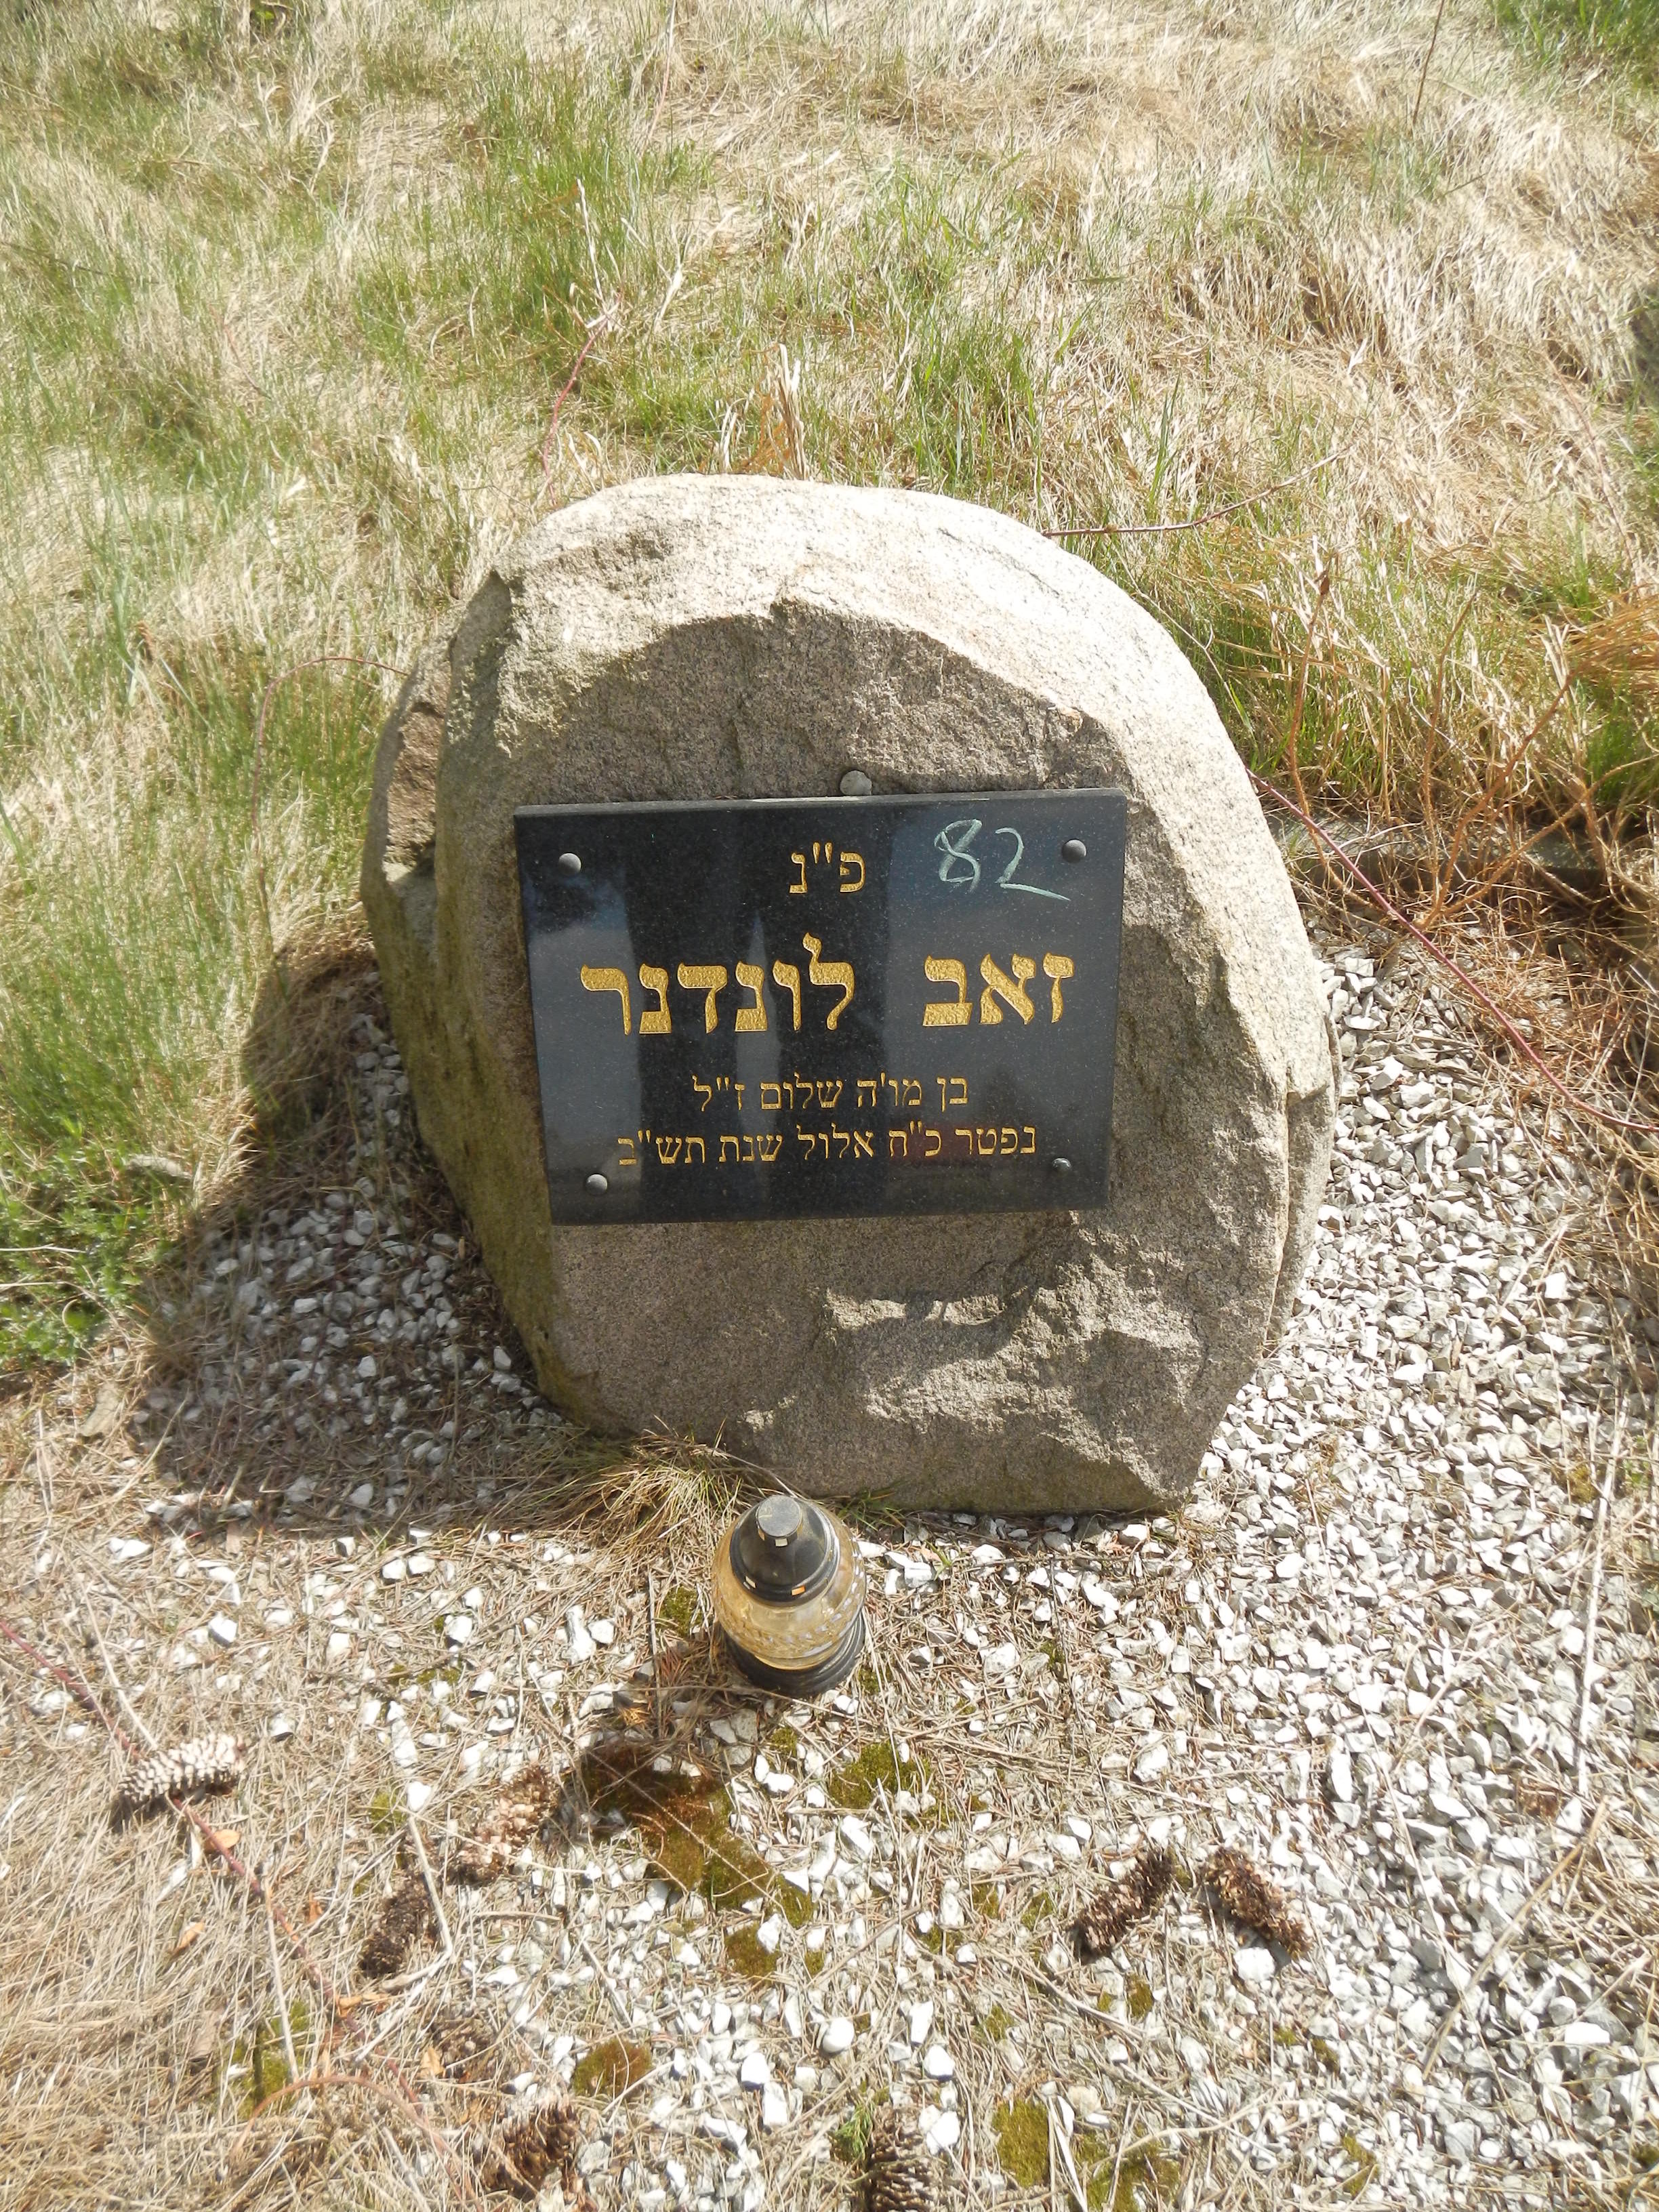 פ"נ
82
זאב לונדנר
בן מו'ה שלום ז"ל
נפטר כ"ח אלול שנת תש"ב